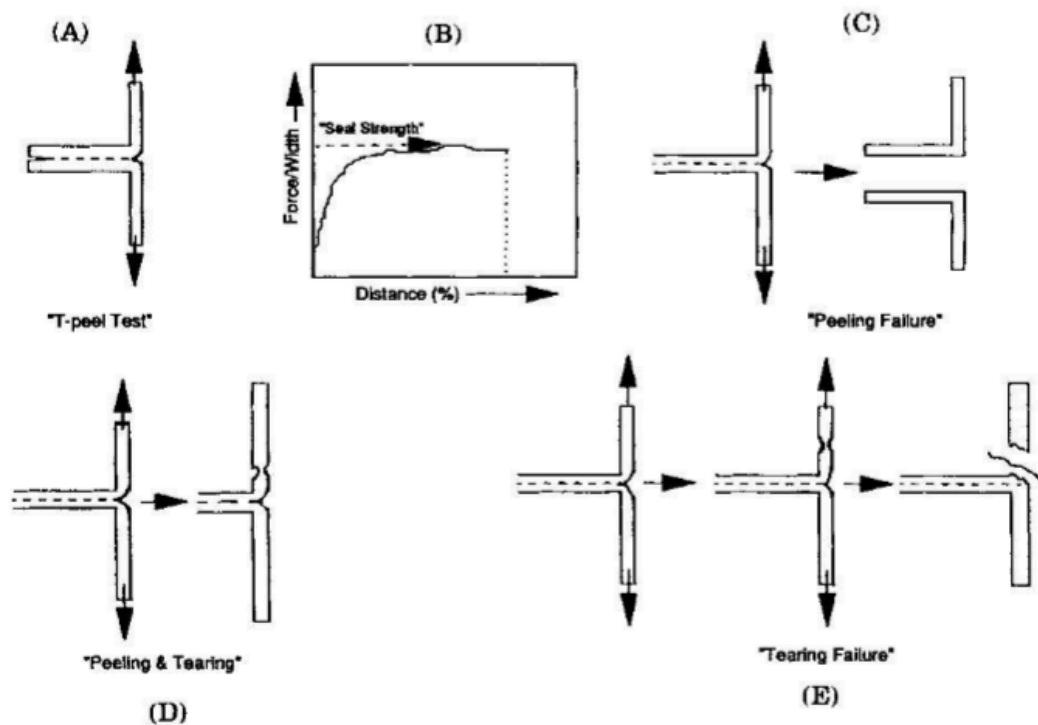 (A)
(B)
(C)
"Seal Strength"
Force/Width
Distance (%)
"T-peel Test"
"Peeling Failure"
"Peeling & Tearing"
"Tearing Failure"
(D)
(E)